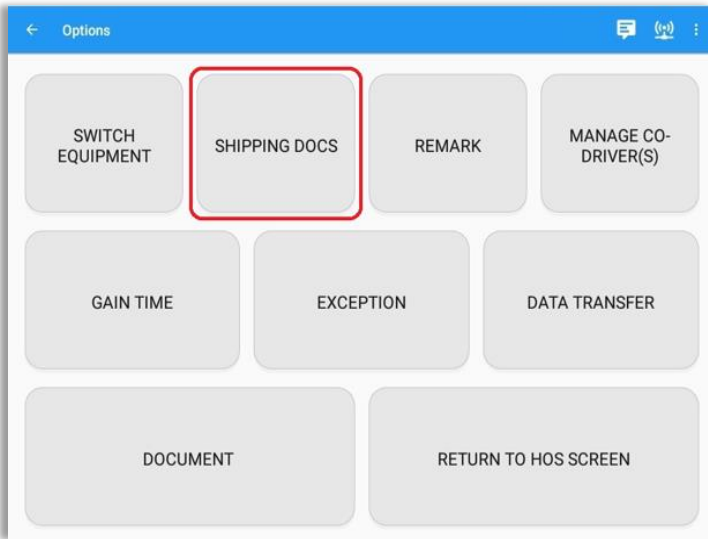 Options
SWITCH
EQUIPMENT
SHIPPING DOCS
REMARK
MANAGE CO-
DRIVER(S)
GAIN TIME
EXCEPTION
DATA TRANSFER
DOCUMENT
RETURN TO HOS SCREEN